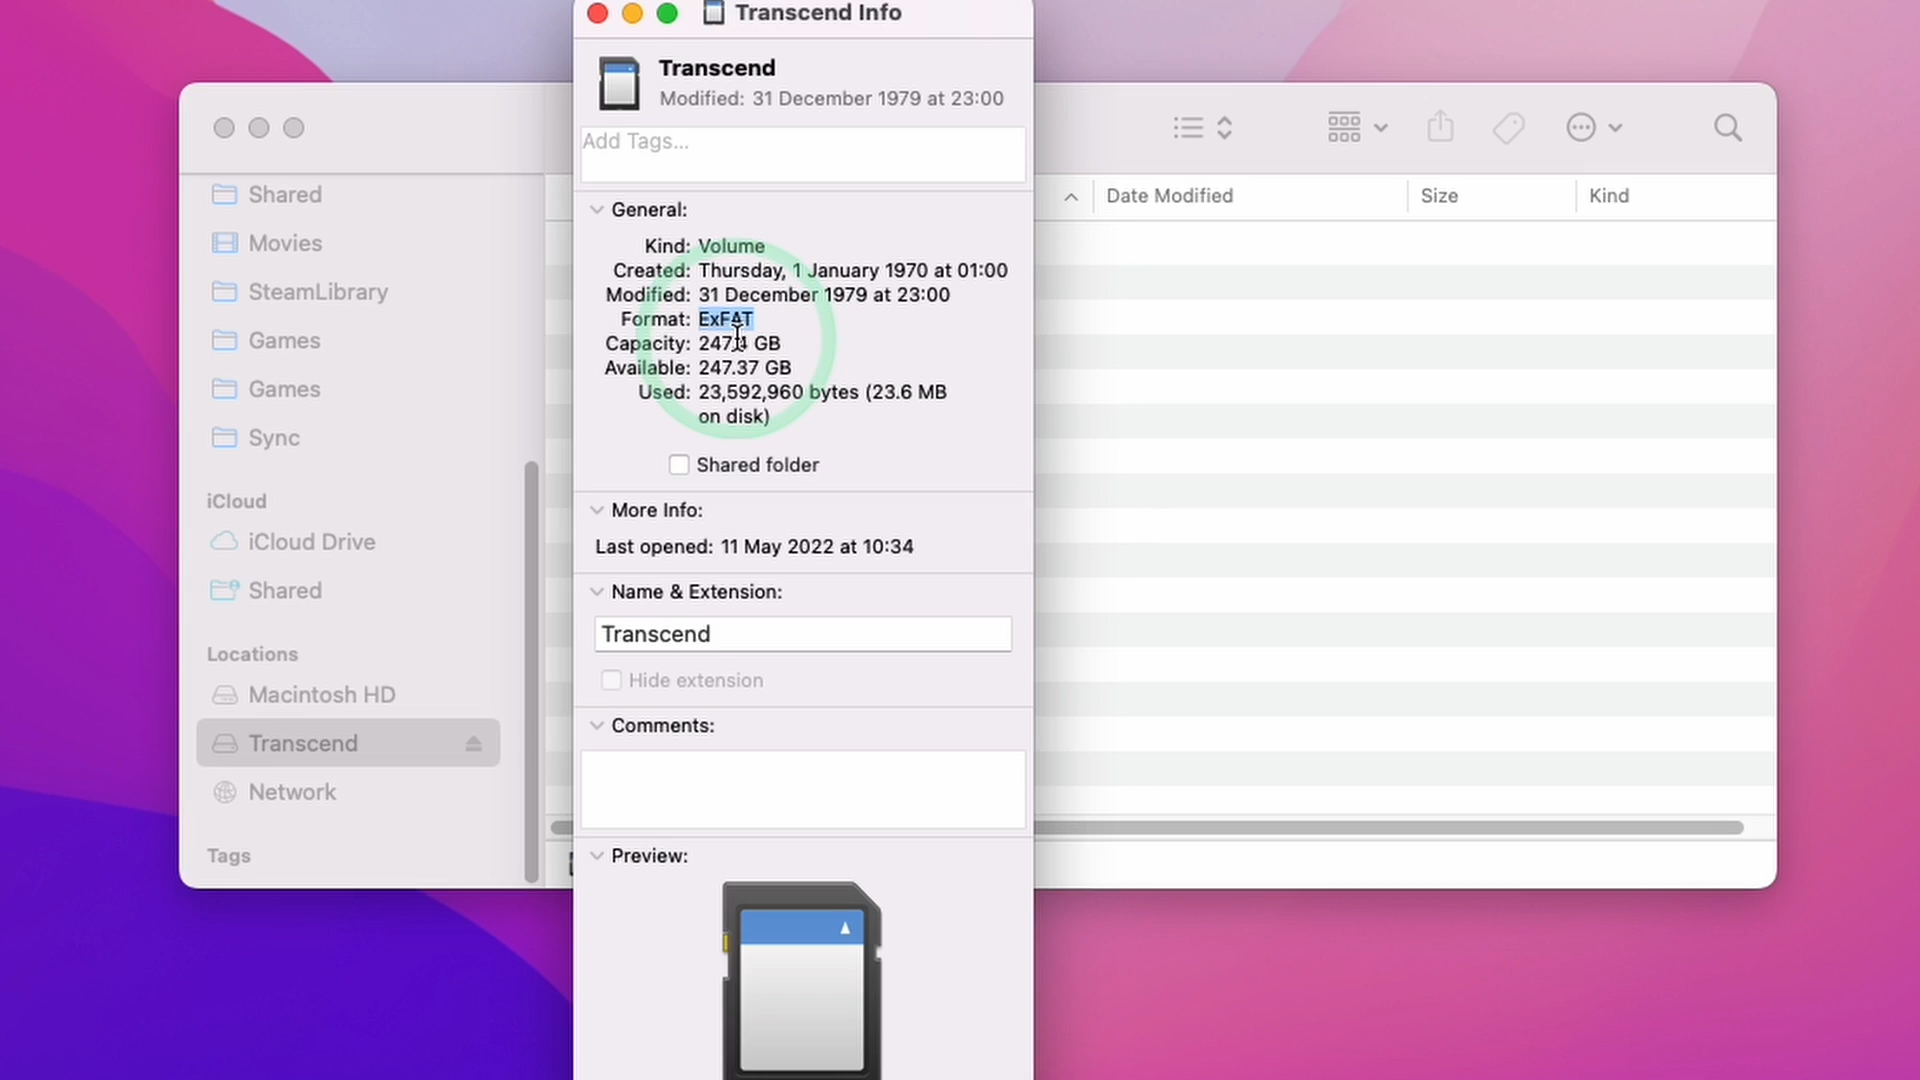 Transcend Info
Transcend
Modified: 31 December 1979 at 23:00
Add Tags...
General:
Kind: Volume
Created: Thursday, 1 January 1970 at 01:00
Modified: 31 December 1979 at 23:00
Format: ExFAT
Capacity: GB
Available: 247.37 GB
Used: 23,592,960 bytes (23.6 MB
on disk)
Shared folder
More Info:
Last opened: 11 May 2022 at 10:34
Name & Extension:
Transcend
Hide extension
Comments:
Preview:
Shared
Movies
SteamLibrary
Games
Games
Sync
iCloud
iCloud Drive
Shared
Locations
Macintosh HD
Transcend
Network
Tags
Date Modified
Size
Kind